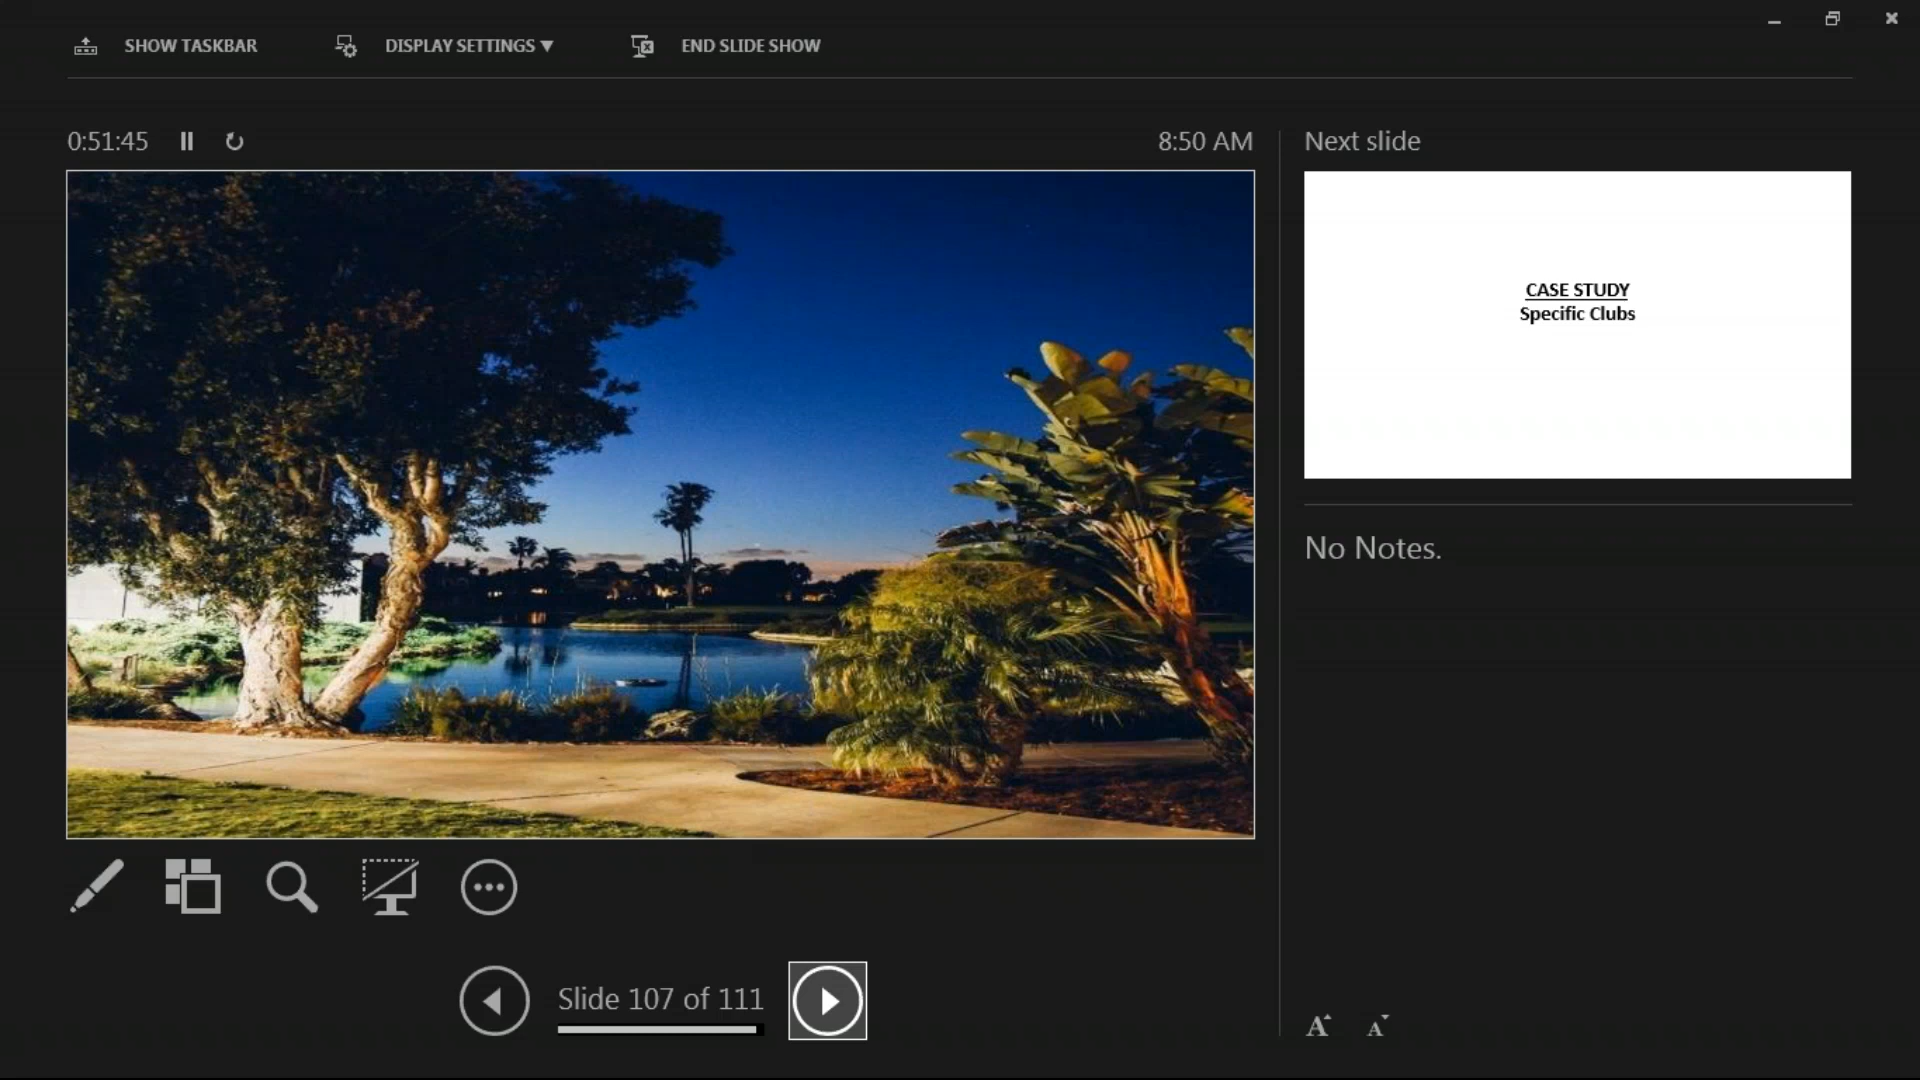 SHOW TASKBAR
DISPLAY SETTINGS ▼
END SLIDE SHOW
0:51:45
8:50 AM
Next slide
CASE STUDY
Specific Clubs
No Notes.
Slide 107 of 111
A A